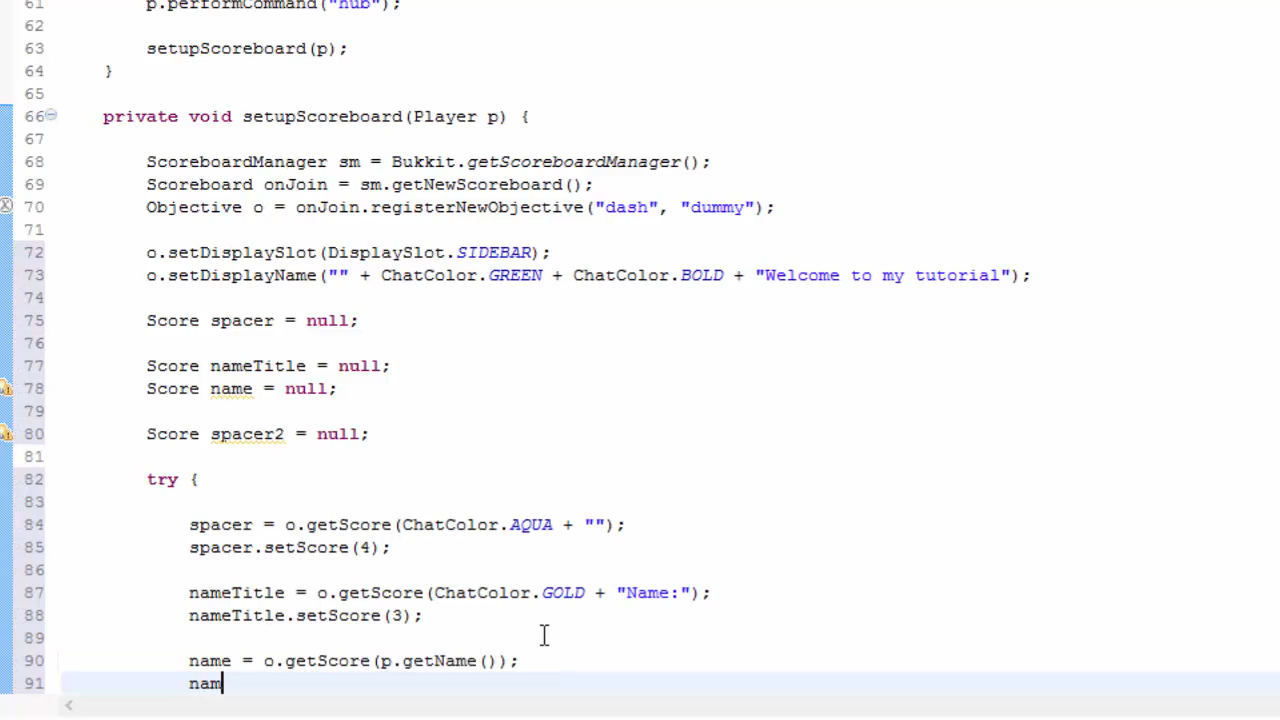 61 p.performCommand("hub");
62
63 setupScoreboard(p);
64 }
65
66 private void setupScoreboard(Player p) {
67
68 ScoreboardManager sm = Bukkit.getScoreboardManager();
69 Scoreboard onJoin = sm.getNewScoreboard();
70 Objective o = onJoin.registerNewObjective("dash", "dummy");
71
72 o.setDisplaySlot(DisplaySlot.SIDEBAR);
73 o.setDisplayName("" + ChatColor.GREEN + ChatColor.BOLD + "Welcome to my tutorial");
74
75 Score spacer = null;
76
77 Score nameTitle = null;
78 Score name = null;
79
80 Score spacer2 = null;
81
82 try {
83
84 spacer = o.getScore(ChatColor.AQUA + "");
85 spacer.setScore(4);
86
87 nameTitle = o.getScore(ChatColor.GOLD + "Name:");
88 nameTitle.setScore(3);
89
90 name = o.getScore(p.getName());
91 nam